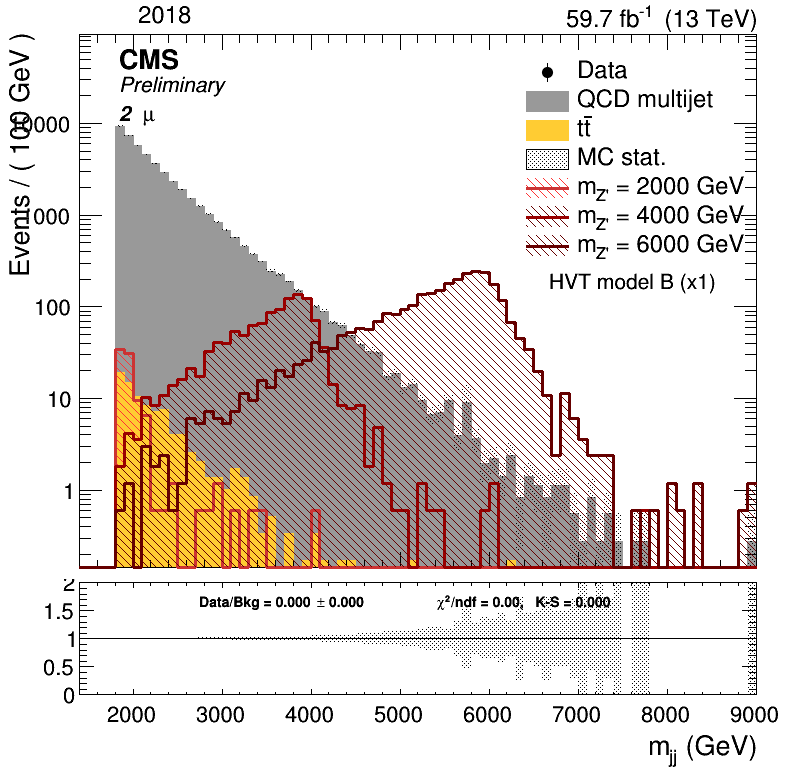 2018
59.7 fb⁻¹ (13 TeV)
CMS
Preliminary
2 μ
Data
QCD multijet
tt̄
MC stat.
m_Z' = 2000 GeV
m_Z' = 4000 GeV
m_Z' = 6000 GeV
HVT model B (x1)
Events / ( 100 GeV )
10000
1000
100
10
1
Data/Bkg = 0.000 ± 0.000
χ²/ndf = 0.00, K-S = 0.000
2
1.5
1
0.5
0
2000 3000 4000 5000 6000 7000 8000 9000
m_jj (GeV)